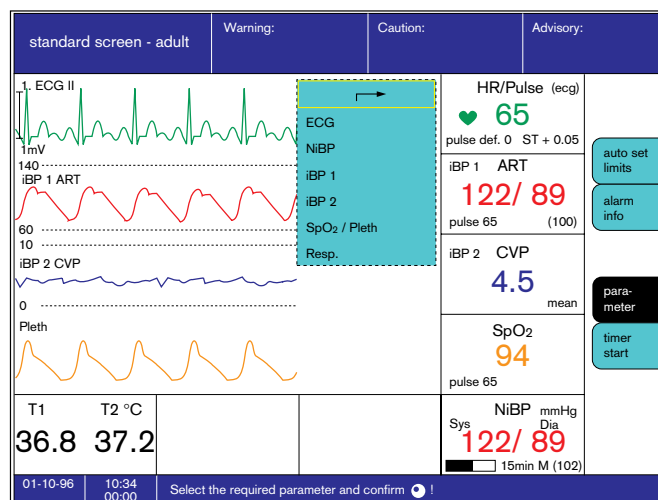 standard screen - adult
Warning:
Caution:
Advisory:
1. ECG II
1mV
140
iBP 1 ART
60
10
iBP 2 CVP
0
Pleth
ECG
NiBP
iBP 1
iBP 2
SpO₂ / Pleth
Resp.
HR/Pulse (ecg)
65
pulse def. 0 ST + 0.05
iBP 1 ART
122/ 89
pulse 65 (100)
iBP 2 CVP
4.5
mean
SpO₂
94
pulse 65
NiBP mmHg
Sys Dia
122/ 89
15min M (102)
auto set
limits
alarm
info
para-
meter
timer
start
T1 T2 °C
36.8 37.2
01-10-96
10:34
00:00
Select the required parameter and confirm !